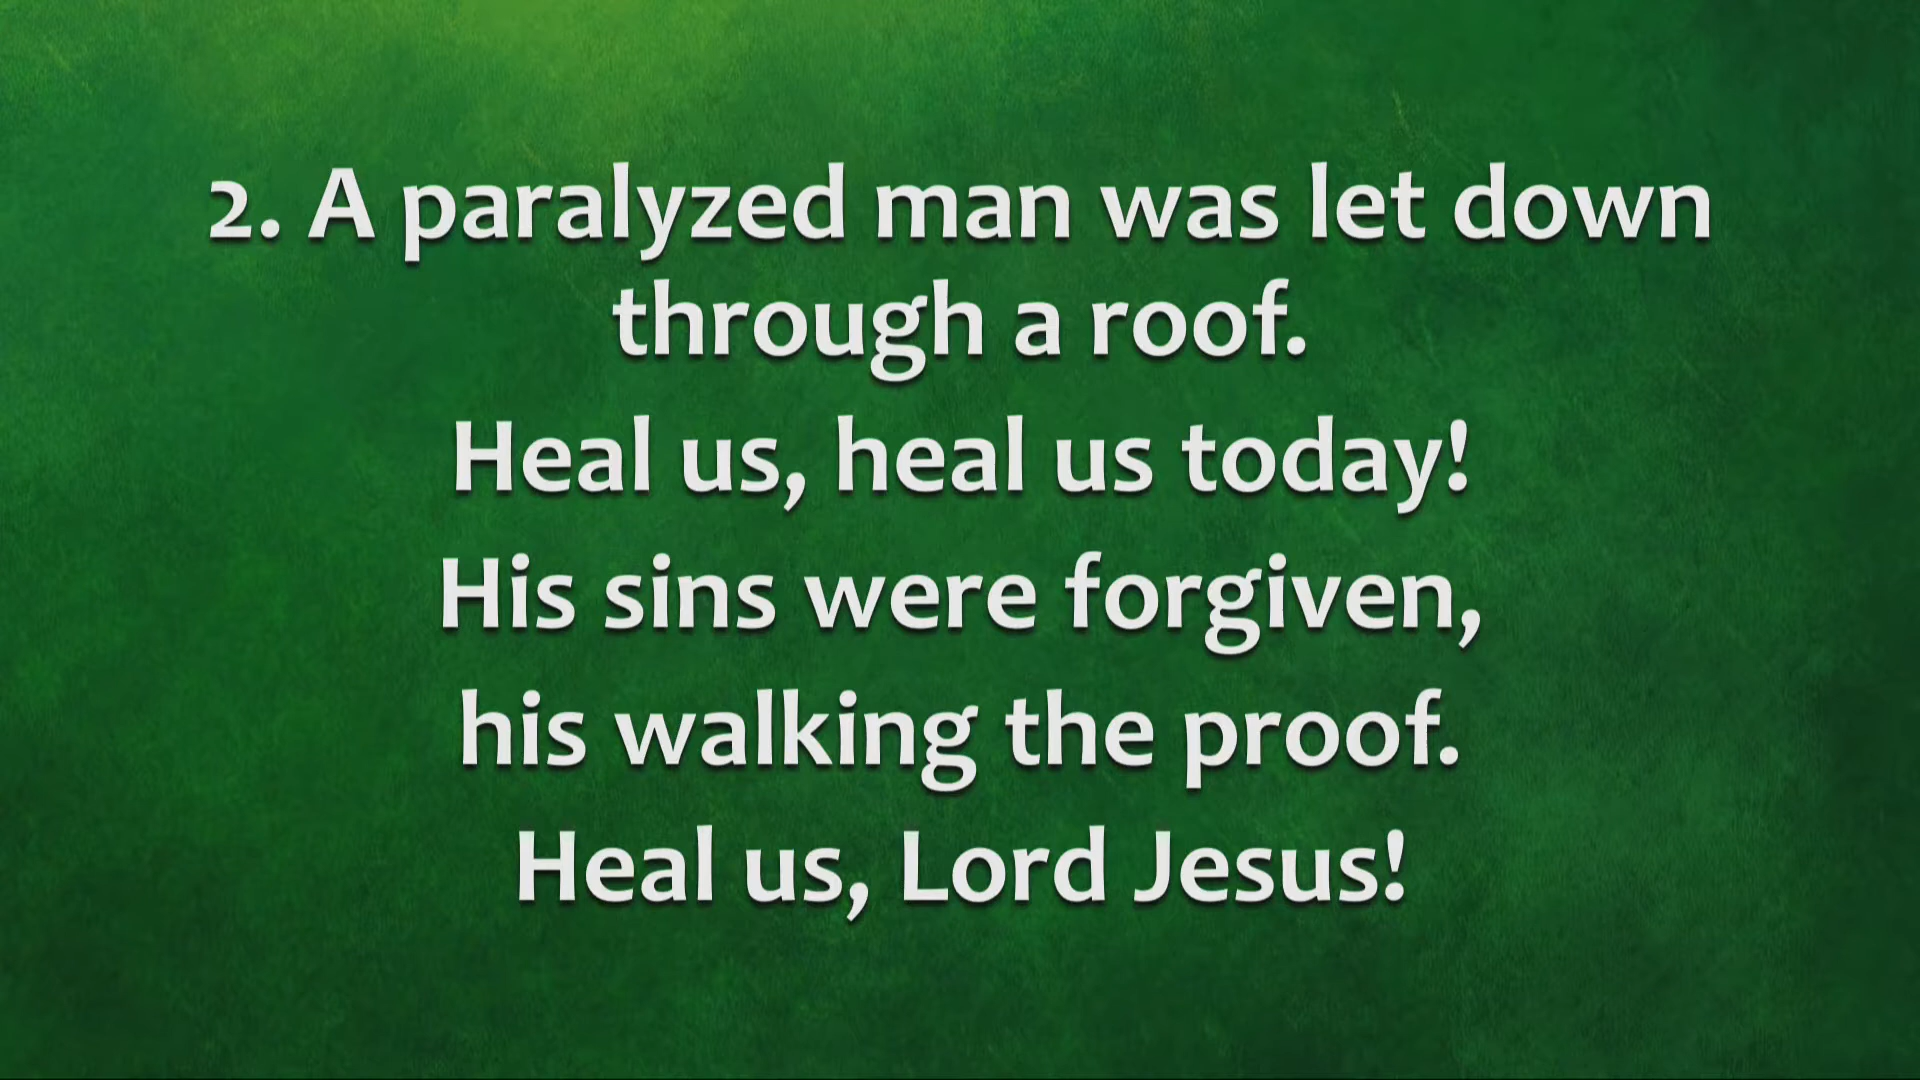 2. A paralyzed man was let down
through a roof.
Heal us, heal us today!
His sins were forgiven,
his walking the proof.
Heal us, Lord Jesus!